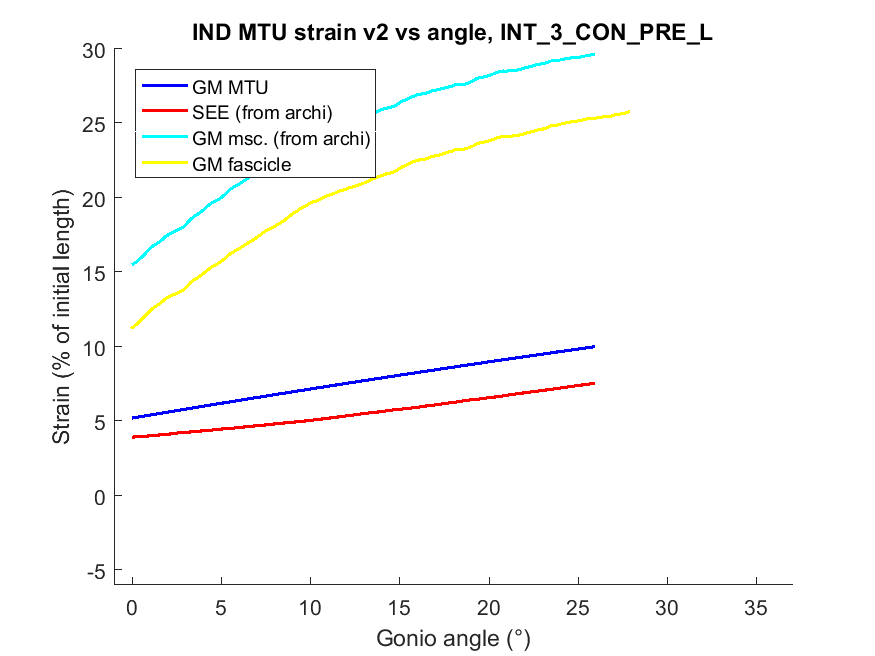 IND MTU strain v2 vs angle, INT_3_CON_PRE_L
30
25
20
15
10
5
0
-5
Strain (% of initial length)
GM MTU
SEE (from archi)
GM msc. (from archi)
GM fascicle
0 5 10 15 20 25 30 35
Gonio angle (°)